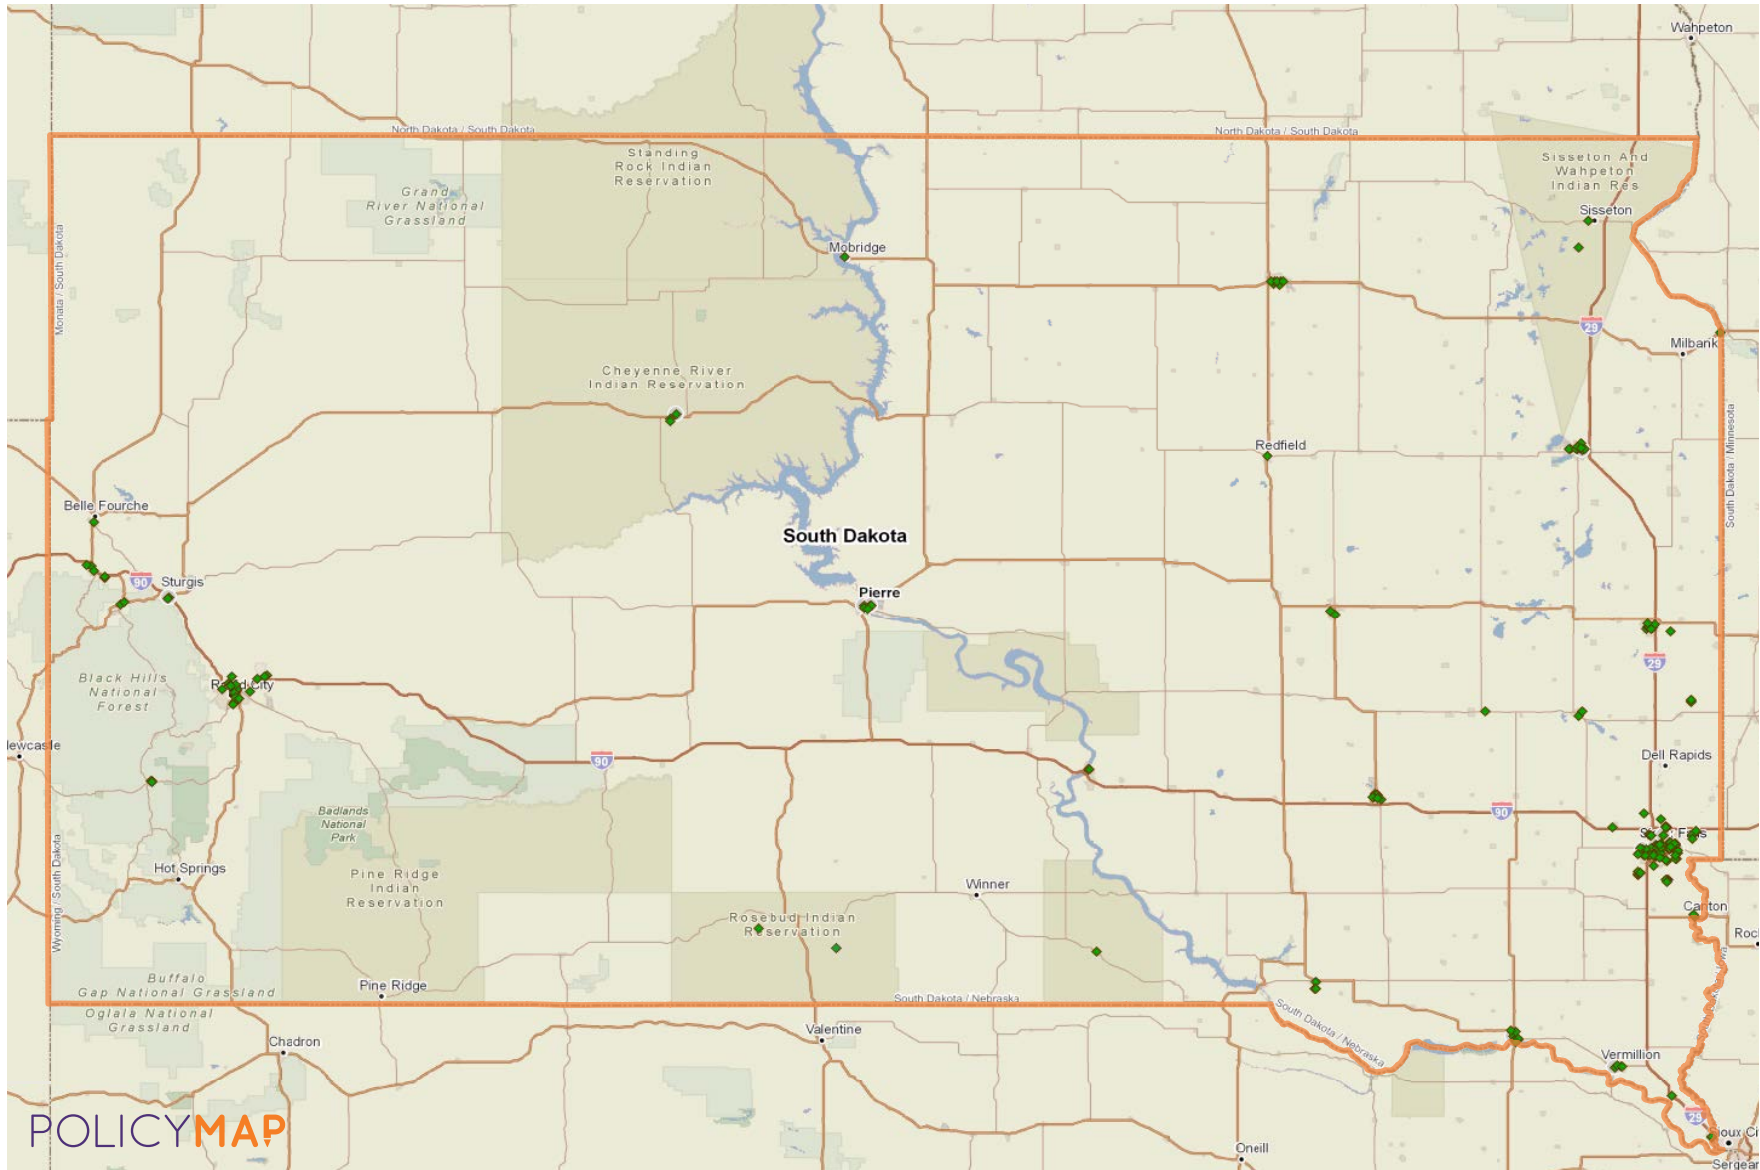 Wahpeton
North Dakota / South Dakota
North Dakota / South Dakota
Standing
Rock Indian
Reservation
Sisseton And
Wahpeton
Indian Res
Grand
River National
Grassland
Sisseton
Monata / South Dakota
Mobridge
29
Milbank
Cheyenne River
Indian Reservation
South Dakota / Minnesota
Redfield
Belle Fourche
South Dakota
90
Sturgis
Pierre
29
Black Hills
National
Forest
90
Dell Rapids
Badlands
National
Park
90
Wyoming / South Dakota
Hot Springs
Pine Ridge
Indian
Reservation
Winner
Canton
Rosebud Indian
Reservation
Buffalo
Gap National Grassland
Pine Ridge
South Dakota / Nebraska
Oglala National
Grassland
South Dakota / Nebraska
Valentine
Chadron
Vermillion
POLICYMAP
29
Oneill